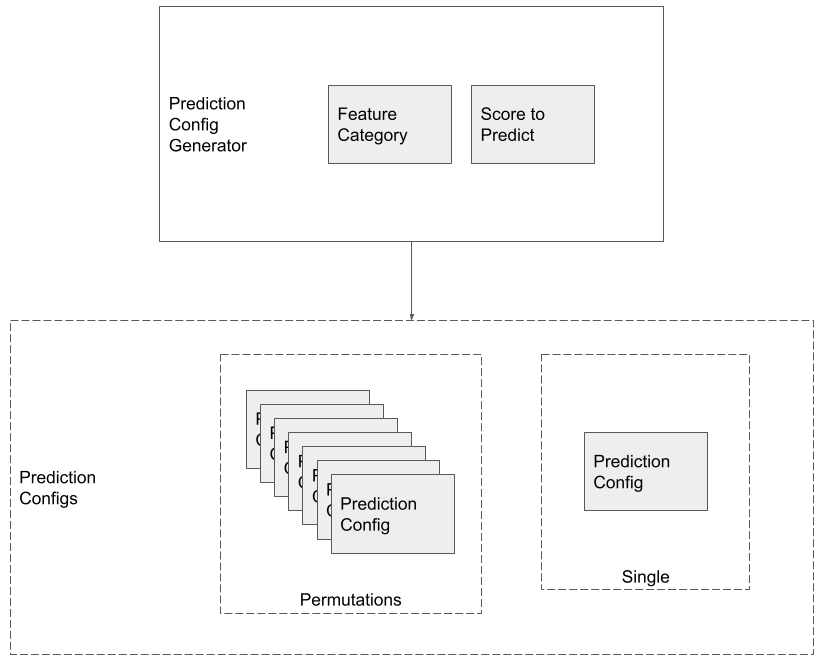 Prediction
Config
Generator
Feature
Category
Score to
Predict
Prediction
Configs
Prediction
Config
Permutations
Prediction
Config
Single